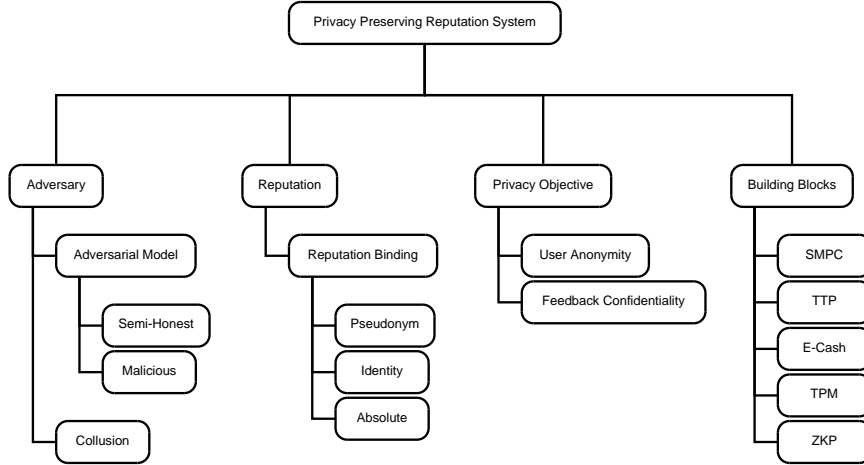 Privacy Preserving Reputation System
Adversary
Adversarial Model
Semi-Honest
Malicious
Collusion
Reputation
Reputation Binding
Pseudonym
Identity
Absolute
Privacy Objective
User Anonymity
Feedback Confidentiality
Building Blocks
SMPC
TTP
E-Cash
TPM
ZKP